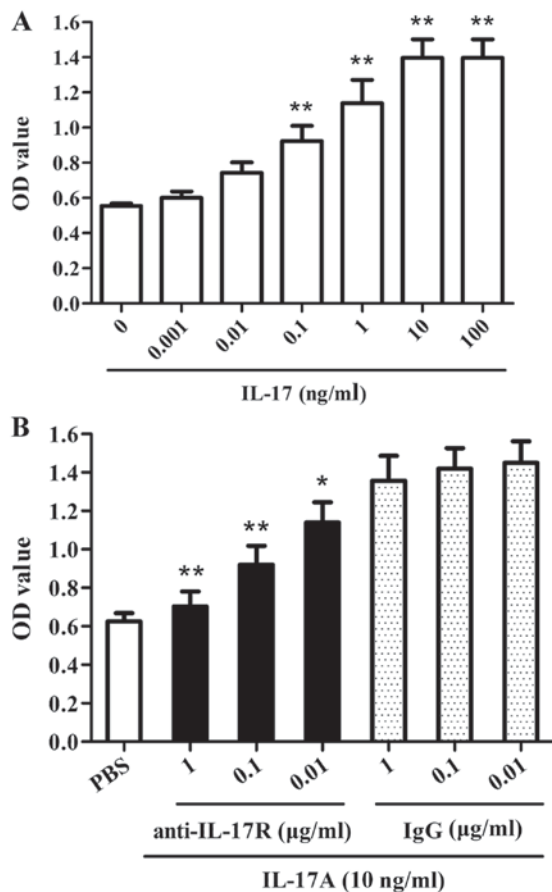 A
OD value
1.6
1.4
1.2
1.0
0.8
0.6
0.4
0.2
0.0
** ** ** **
0 0.001 0.01 0.1 1 10 100
IL-17 (ng/ml)
B
OD value
1.6
1.4
1.2
1.0
0.8
0.6
0.4
0.2
0.0
** ** *
PBS 1 0.1 0.01 1 0.1 0.01
anti-IL-17R (μg/ml) IgG (μg/ml)
IL-17A (10 ng/ml)